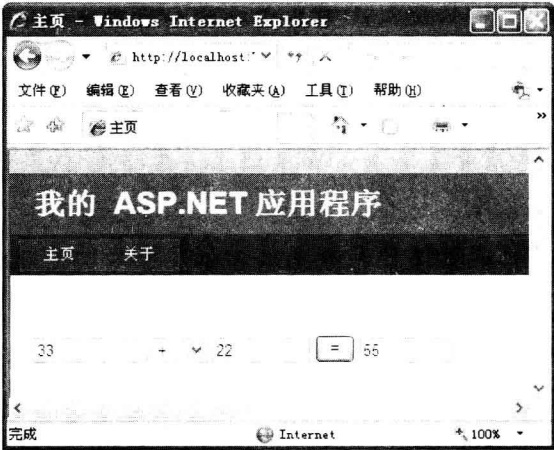 主页 - Windows Internet Explorer
http://localhost:
文件(F) 编辑(E) 查看(V) 收藏夹(A) 工具(T) 帮助(H)
主页
»
我的 ASP.NET 应用程序
主页 关于
33 + 22 = 55
完成 Internet 100%